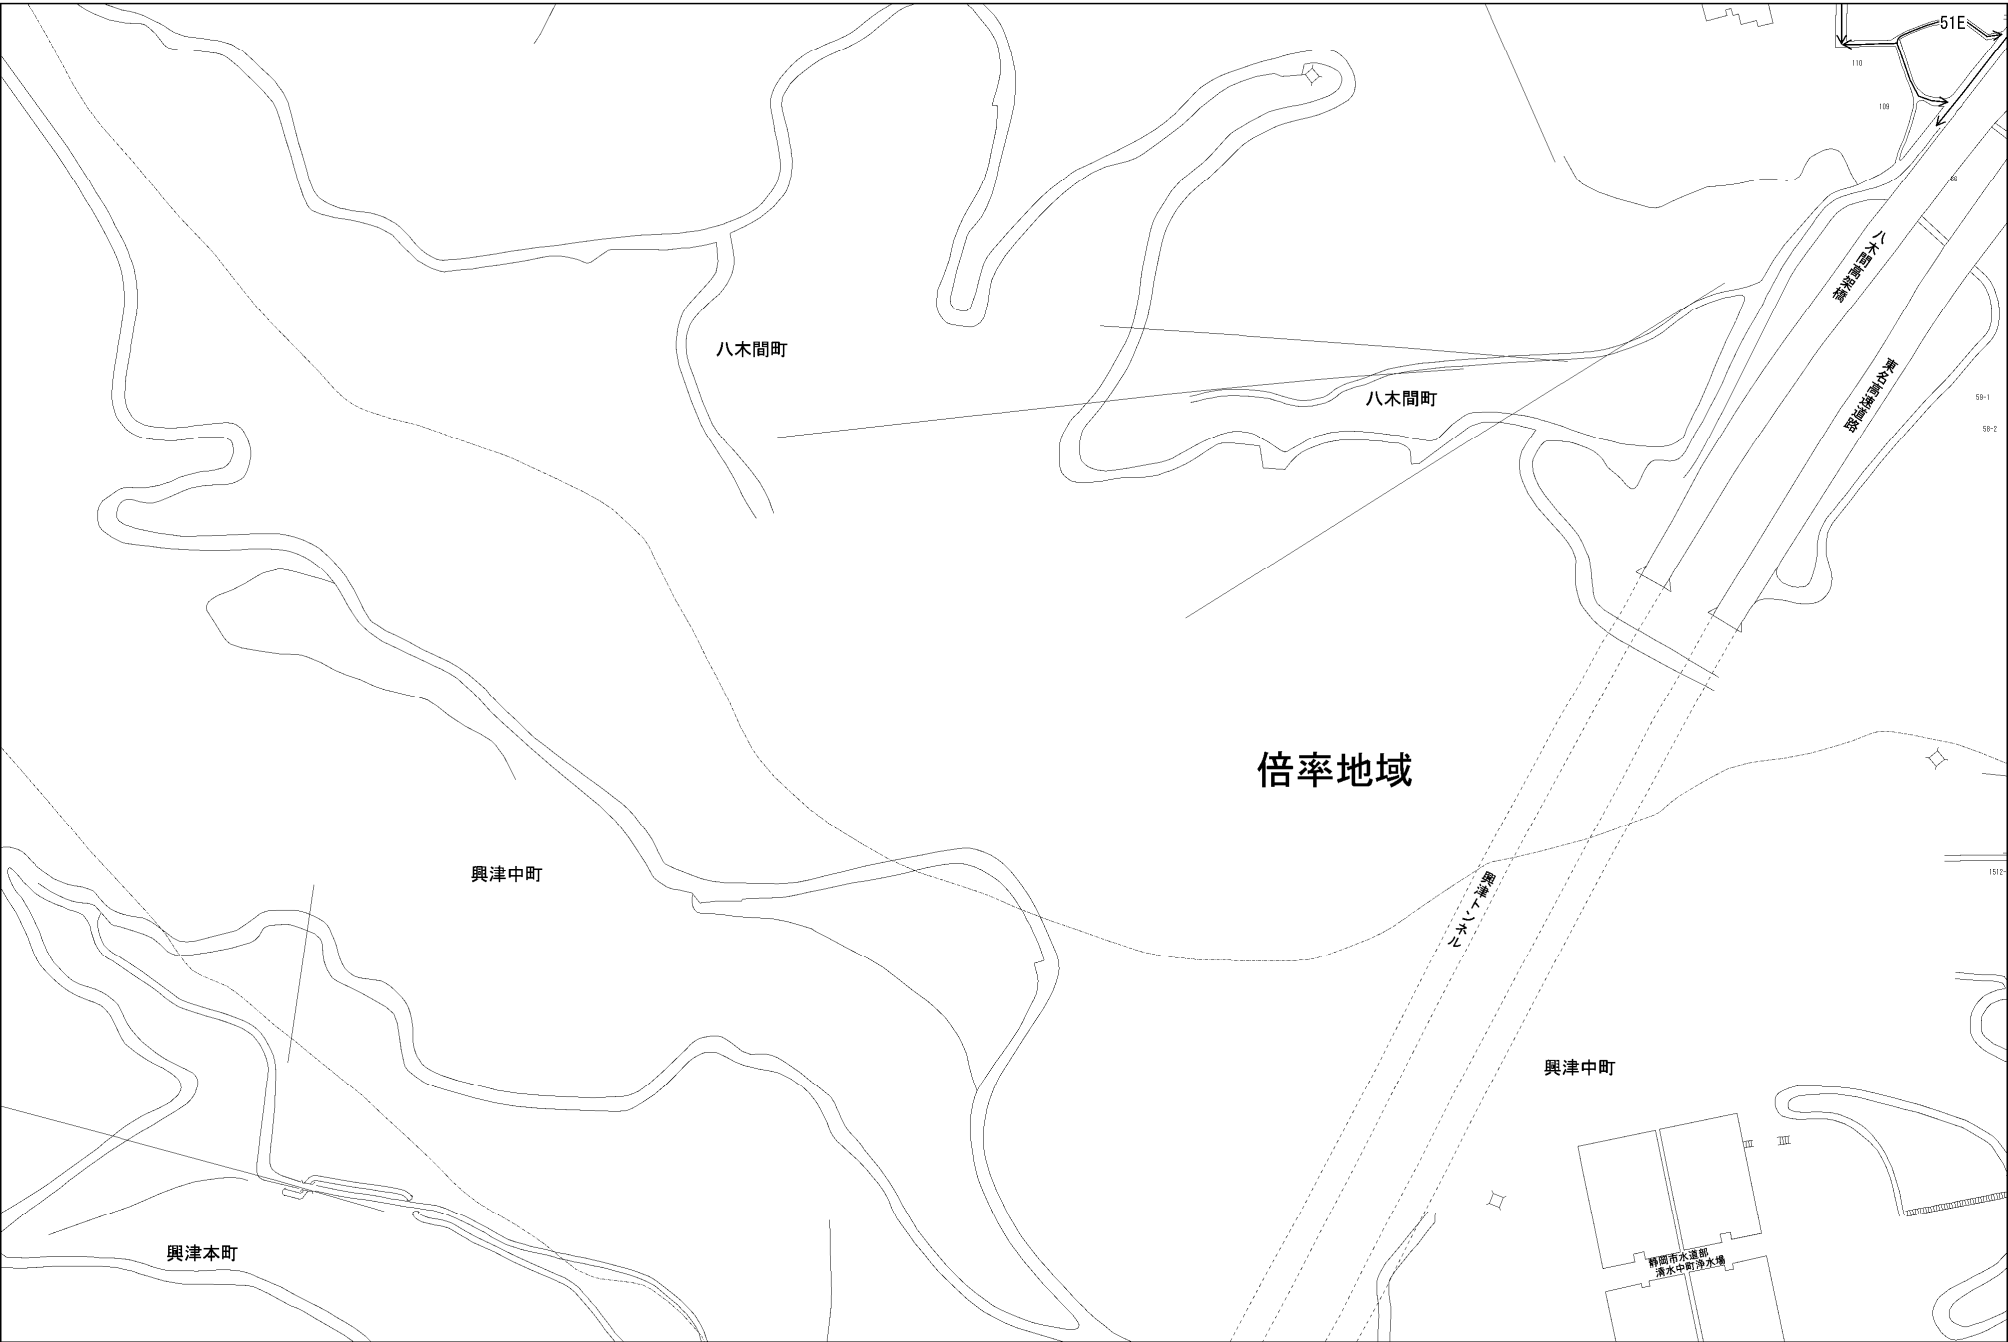 51E
110
109
60
八木間高架橋
八木間町
東名高速道路
八木間町
59-1
58-2
倍率地域
1512-
興津中町
興津トンネル
興津中町
興津本町
静岡市水道部
清水中町浄水場